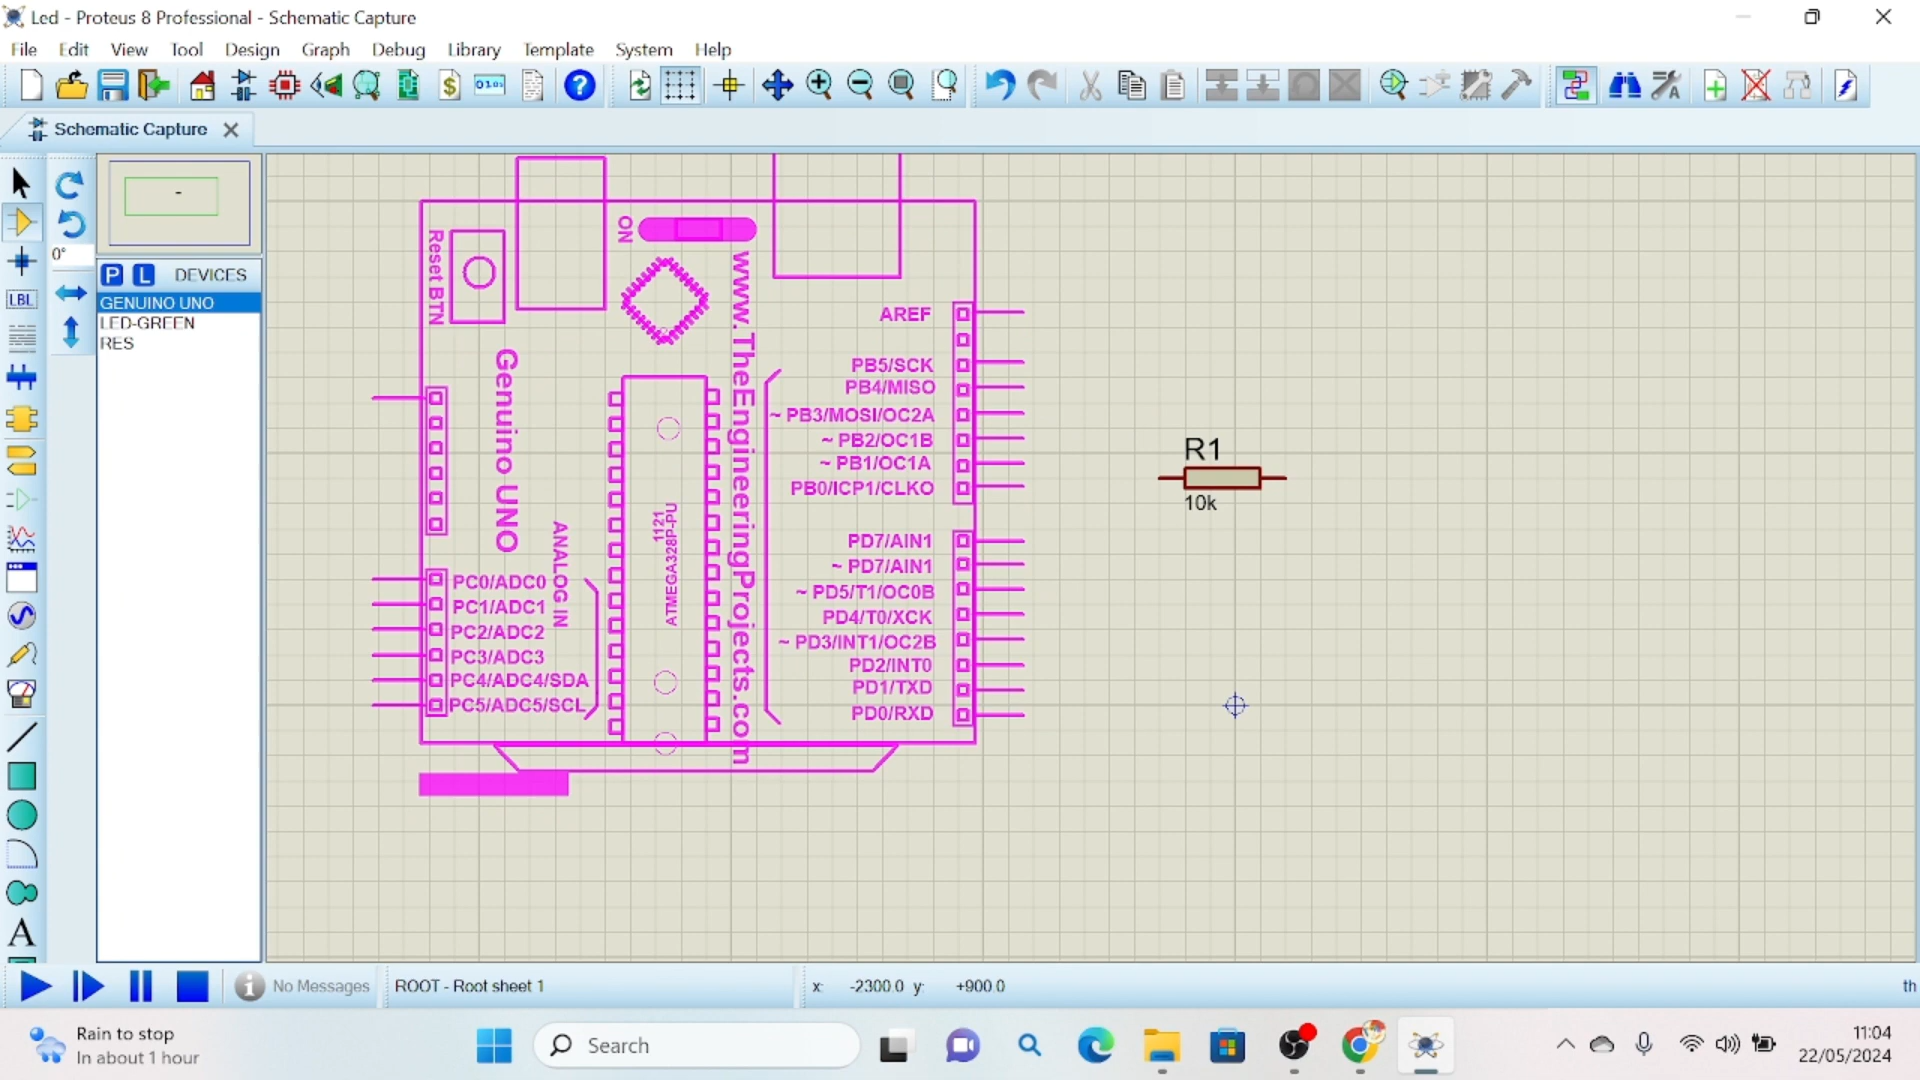 Led - Proteus 8 Professional - Schematic Capture
File Edit View Tool Design Graph Debug Library Template System Help
Schematic Capture
0°
P L DEVICES
GENUINO UNO
LED-GREEN
RES
LBL
A
Reset BTN
ON
www.TheEngineeringProjects.com
Genuino UNO
ANALOG IN
1121
ATMEGA328P-PU
AREF
PB5/SCK
PB4/MISO
~ PB3/MOSI/OC2A
~ PB2/OC1B
~ PB1/OC1A
PB0/ICP1/CLKO
PD7/AIN1
~ PD7/AIN1
~ PD5/T1/OC0B
PD4/T0/XCK
~ PD3/INT1/OC2B
PD2/INT0
PD1/TXD
PD0/RXD
PC0/ADC0
PC1/ADC1
PC2/ADC2
PC3/ADC3
PC4/ADC4/SDA
PC5/ADC5/SCL
R1
10k
No Messages
ROOT - Root sheet 1
x: -2300.0 y: +900.0
th
Rain to stop
In about 1 hour
Search
11:04
22/05/2024